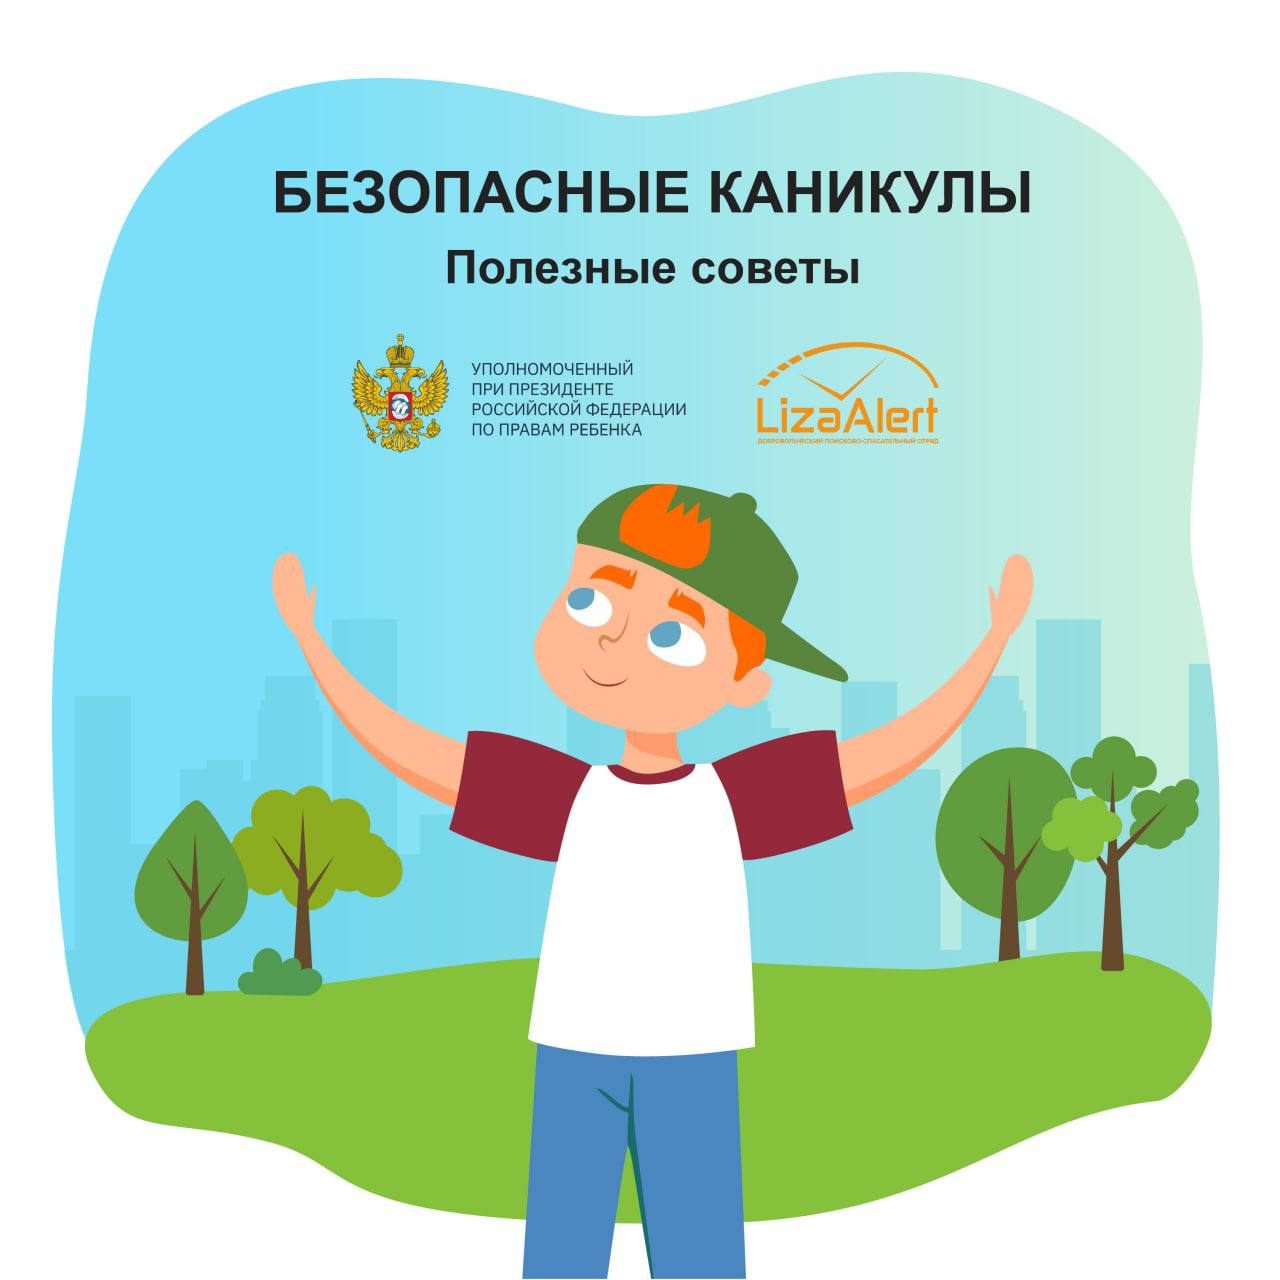 БЕЗОПАСНЫЕ КАНИКУЛЫ
Полезные советы
УПОЛНОМОЧЕННЫЙ
ПРИ ПРЕЗИДЕНТЕ
РОССИЙСКОЙ ФЕДЕРАЦИИ
ПО ПРАВАМ РЕБЕНКА
LizaAlert
ДОБРОВОЛЬЧЕСКИЙ ПОИСКОВО-СПАСАТЕЛЬНЫЙ ОТРЯД